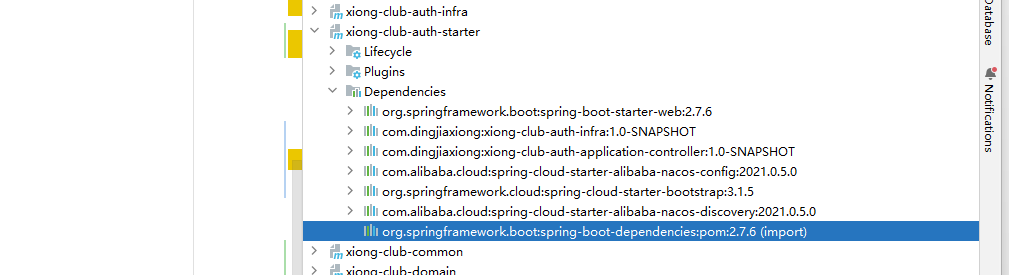 xiong-club-auth-infra
xiong-club-auth-starter
Lifecycle
Plugins
Dependencies
org.springframework.boot:spring-boot-starter-web:2.7.6
com.dingjiaxiong:xiong-club-auth-infra:1.0-SNAPSHOT
com.dingjiaxiong:xiong-club-auth-application-controller:1.0-SNAPSHOT
com.alibaba.cloud:spring-cloud-starter-alibaba-nacos-config:2021.0.5.0
org.springframework.cloud:spring-cloud-starter-bootstrap:3.1.5
com.alibaba.cloud:spring-cloud-starter-alibaba-nacos-discovery:2021.0.5.0
org.springframework.boot:spring-boot-dependencies:pom:2.7.6 (import)
xiong-club-common
xiong-club-domain
Database
Notifications